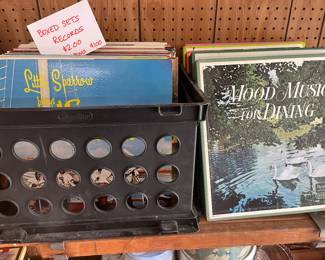 BOXED SETS
RECORDS
$2.00
Little Sparrow
MOOD MUSIC
FOR DINING